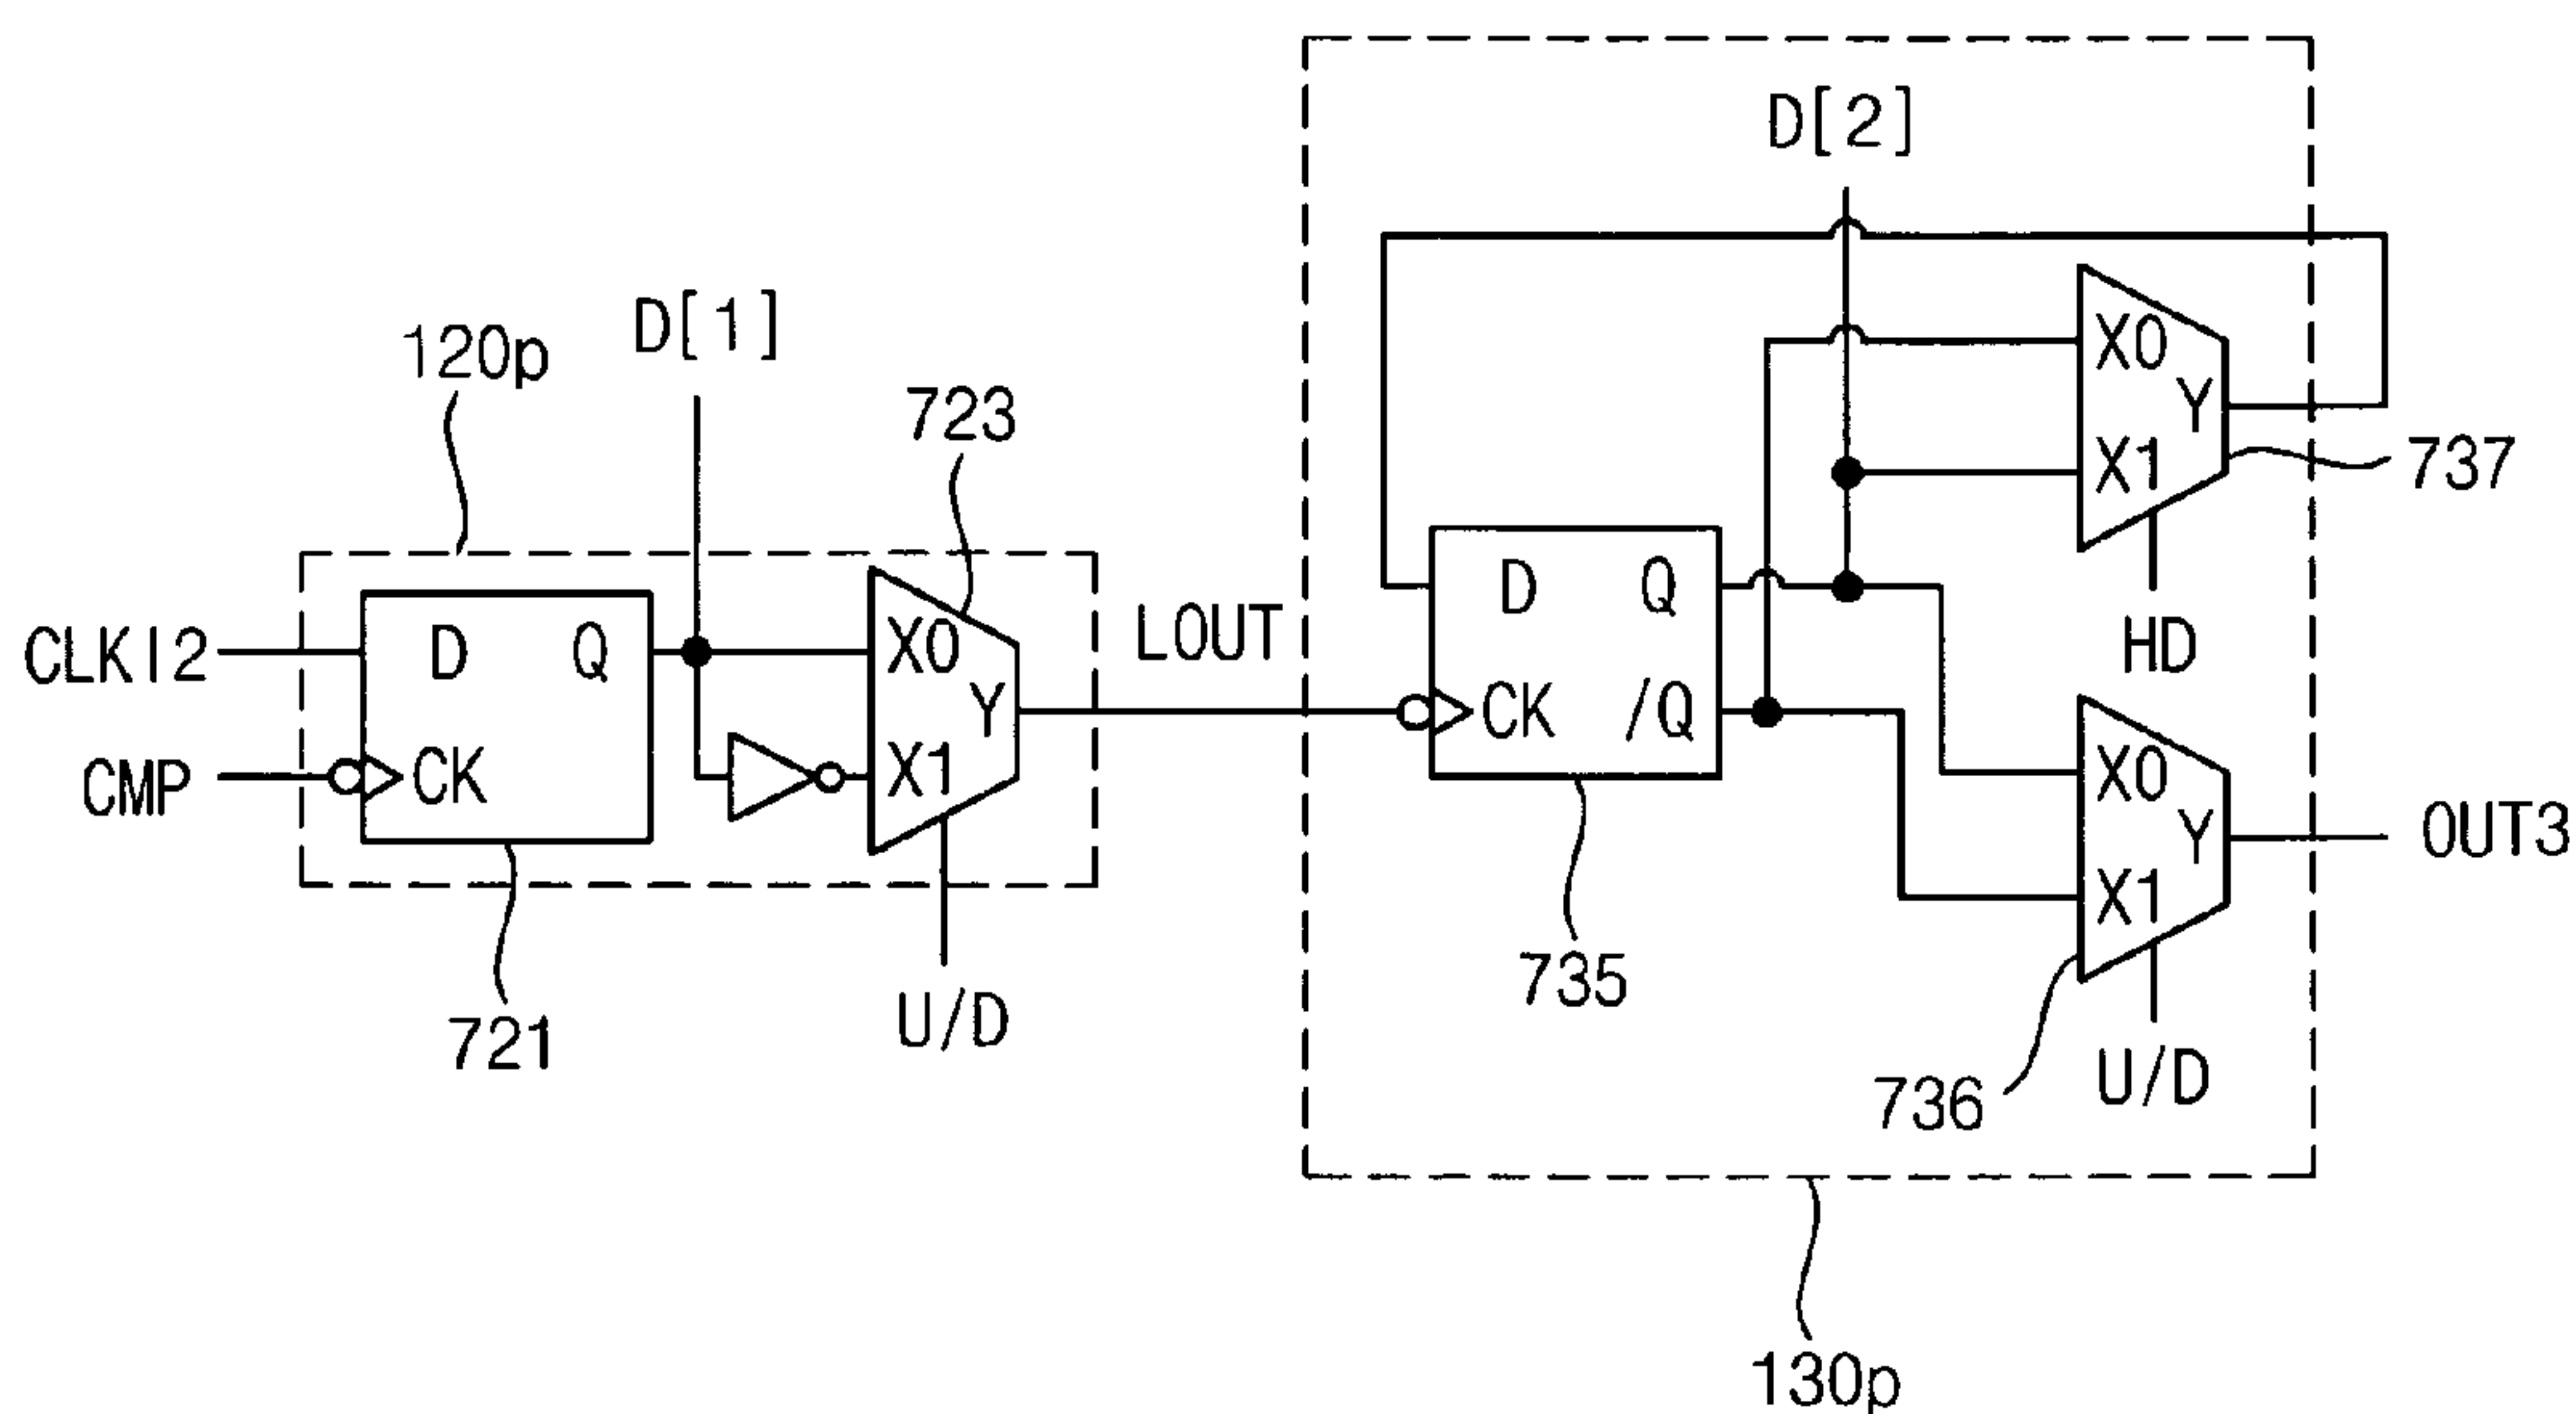 D[2]
D[1]
120p
723
X0
Y
X1
737
HD
CLKI2
D
Q
CMP
CK
X0
Y
X1
LOUT
D
Q
CK
/Q
X0
Y
X1
OUT3
721
U/D
735
736
U/D
130p